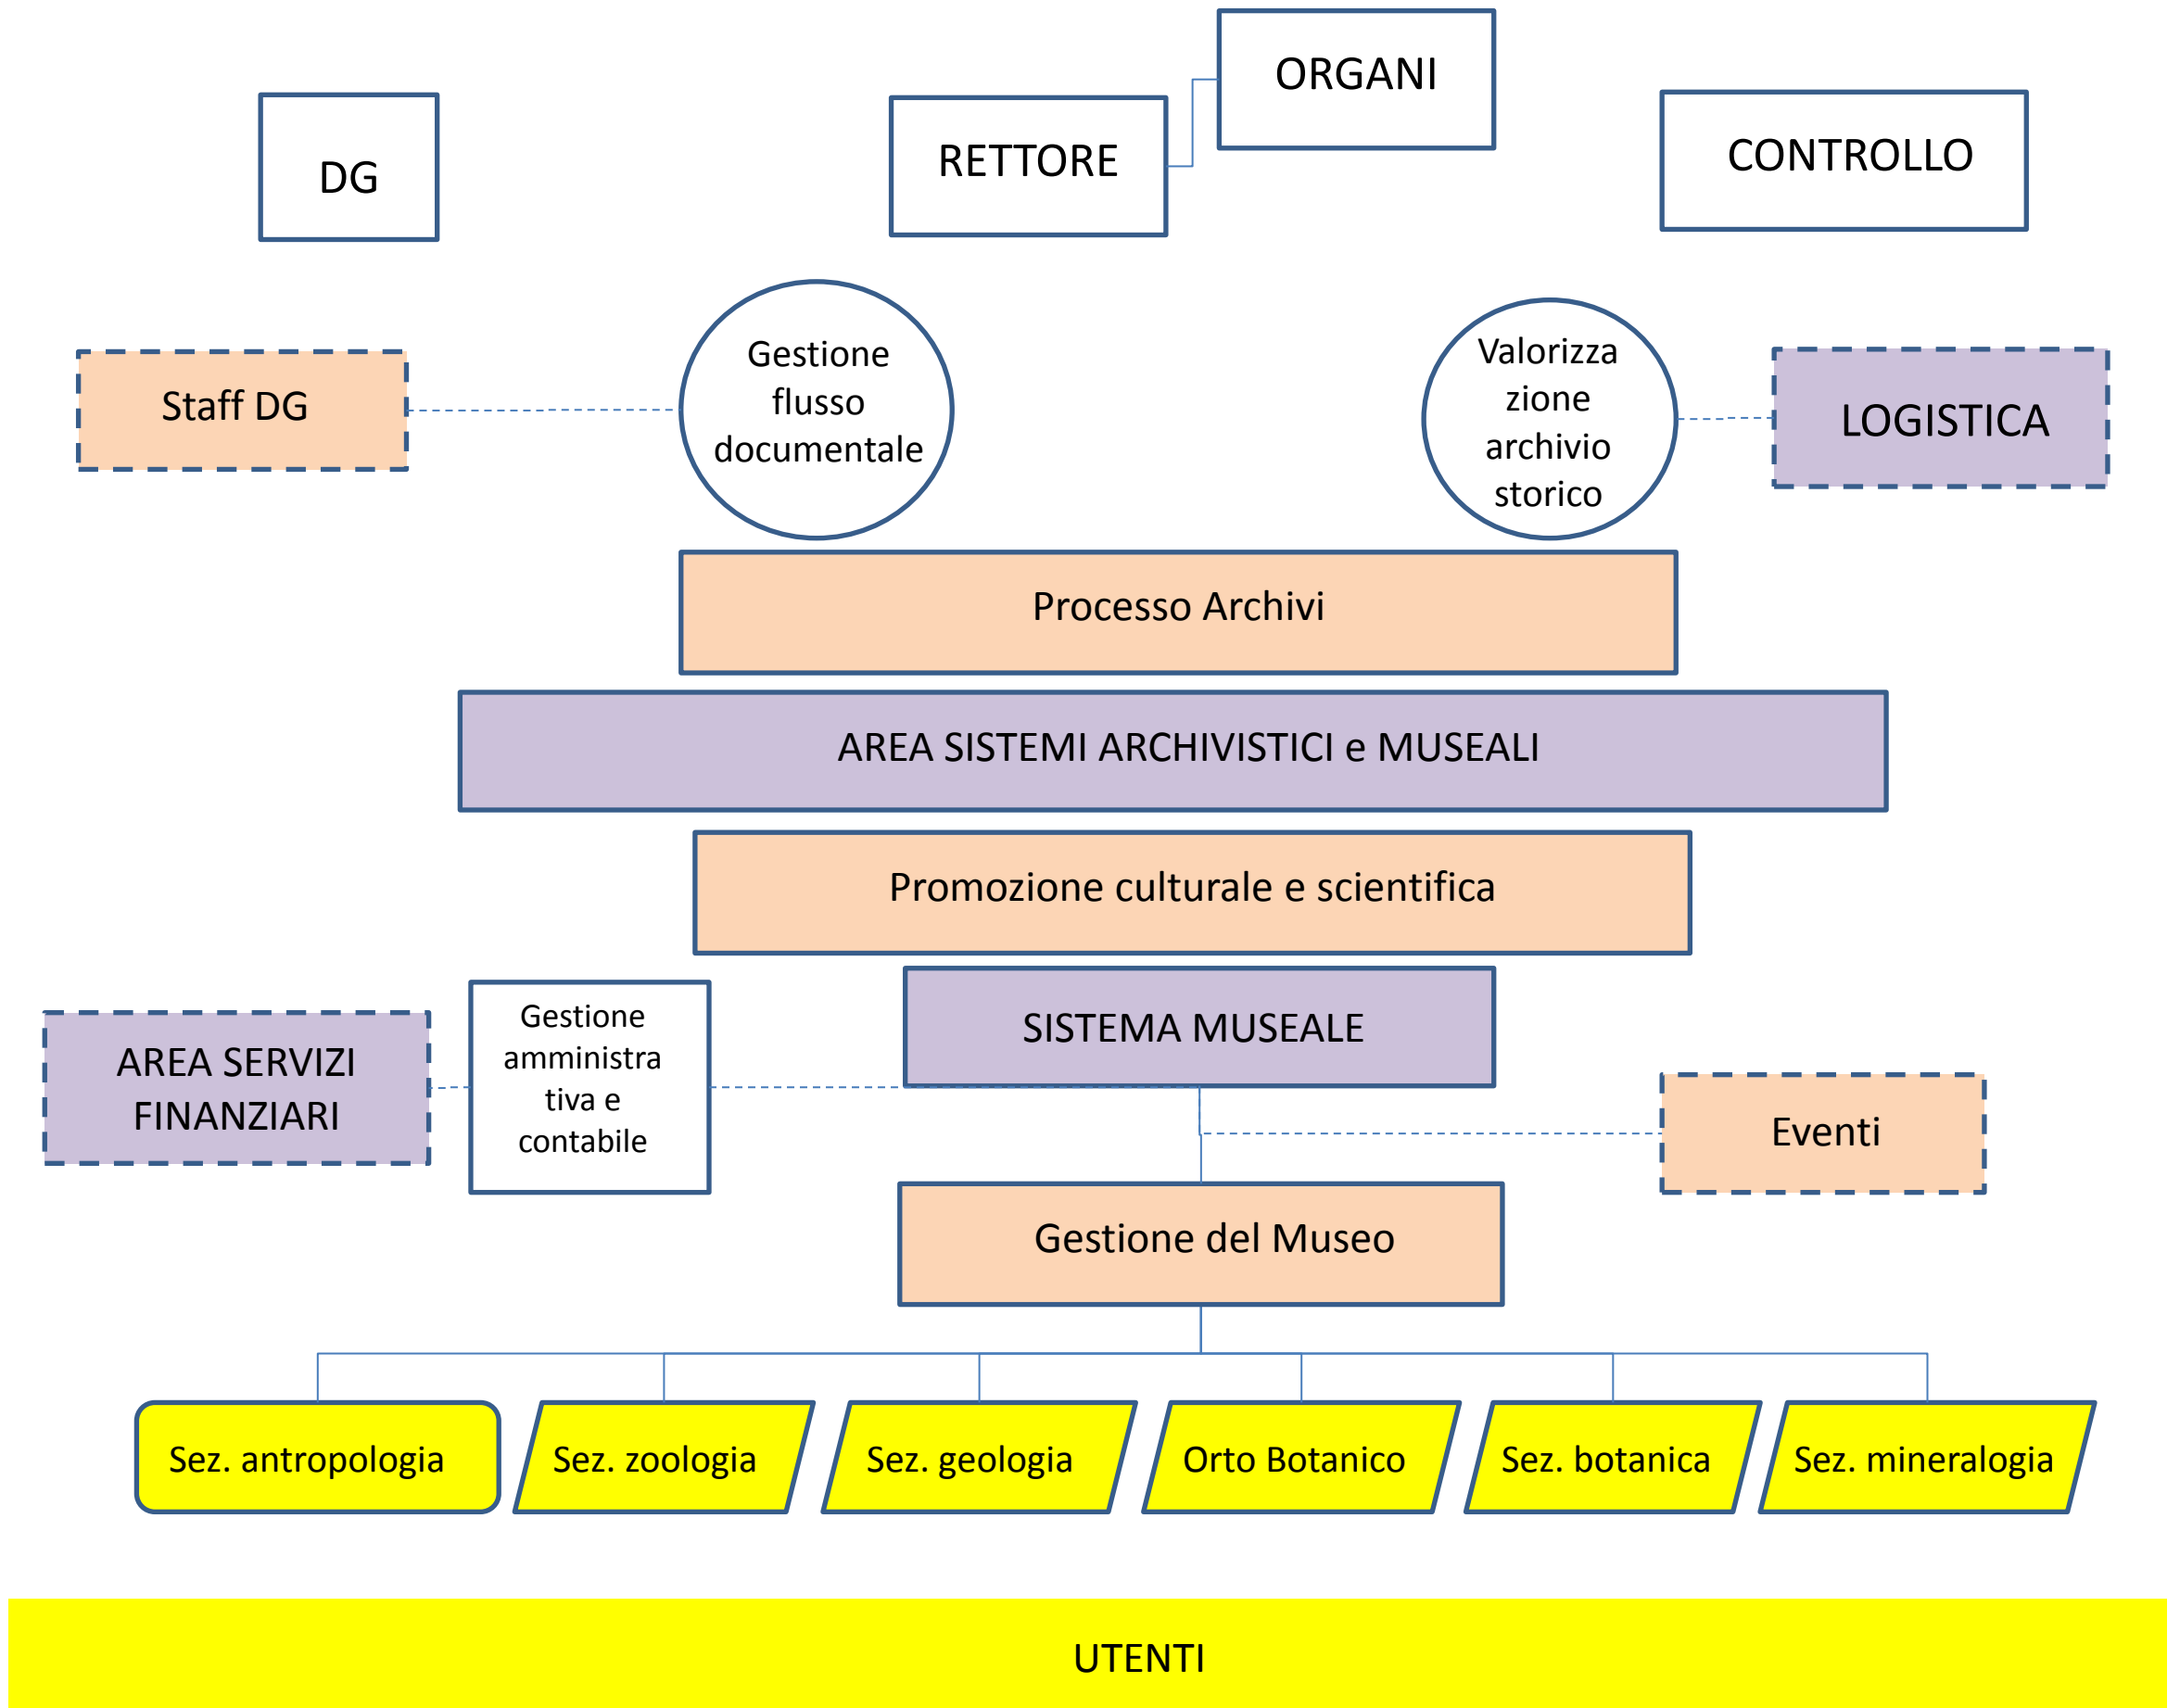 ORGANI
DG
RETTORE
CONTROLLO
Staff DG
Gestione
flusso
documentale
Valorizza
zione
archivio
storico
LOGISTICA
Processo Archivi
AREA SISTEMI ARCHIVISTICI e MUSEALI
Promozione culturale e scientifica
SISTEMA MUSEALE
AREA SERVIZI
FINANZIARI
Gestione
amministra
tiva e
contabile
Eventi
Gestione del Museo
Sez. antropologia
Sez. zoologia
Sez. geologia
Orto Botanico
Sez. botanica
Sez. mineralogia
UTENTI